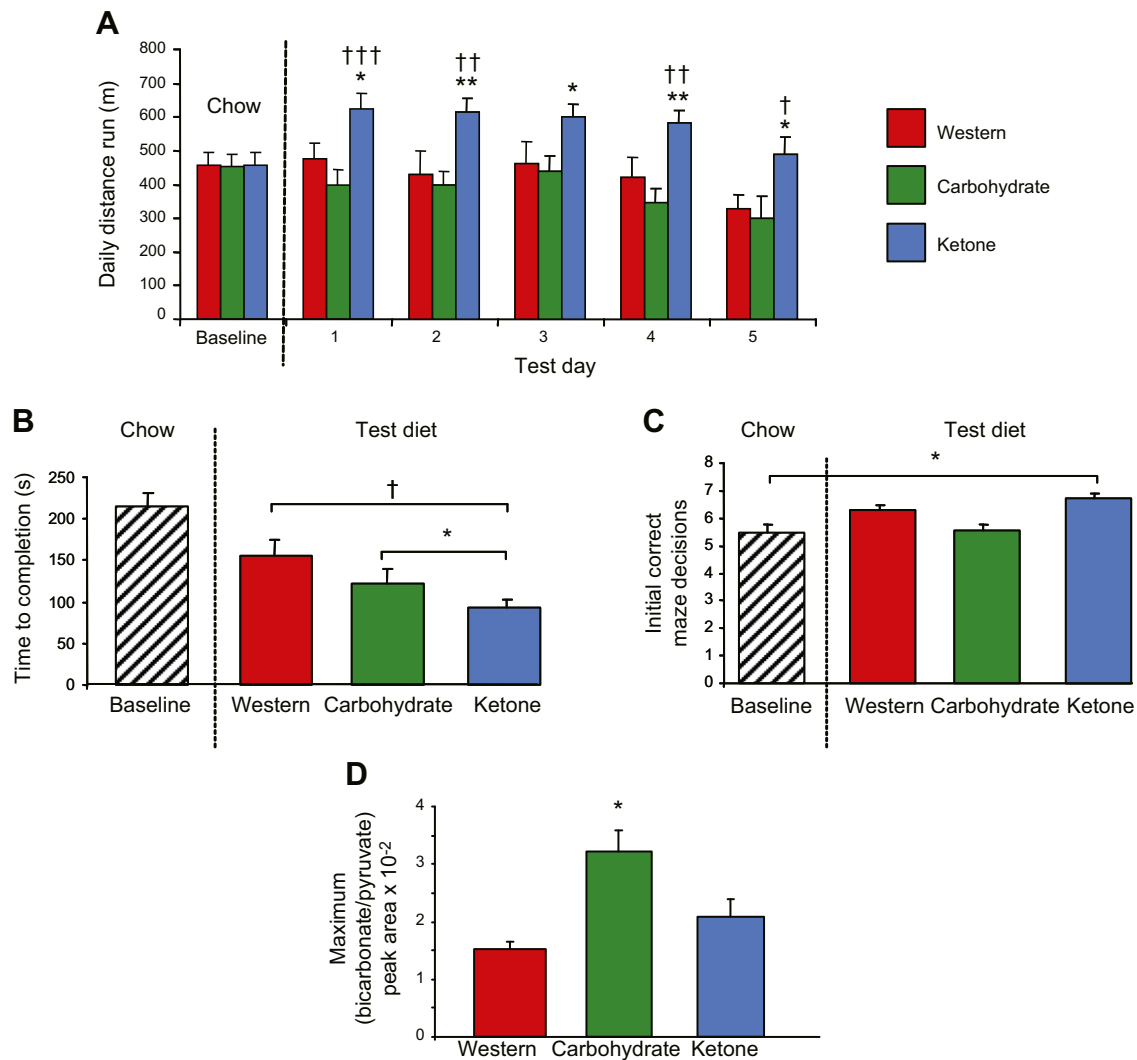 A
Daily distance run (m)
800
700
600
500
400
300
200
100
0
Chow
†††
*
††
**
*
††
**
†
*
Baseline
1
2
3
4
5
Test day
Western
Carbohydrate
Ketone
B
Chow
Test diet
Time to completion (s)
250
200
150
100
50
0
†
*
Baseline
Western
Carbohydrate
Ketone
C
Chow
Test diet
Initial correct
maze decisions
8
7
6
5
4
3
2
1
0
*
Baseline
Western
Carbohydrate
Ketone
D
Maximum
(bicarbonate/pyruvate)
peak area x 10-2
4
3
2
1
0
*
Western
Carbohydrate
Ketone